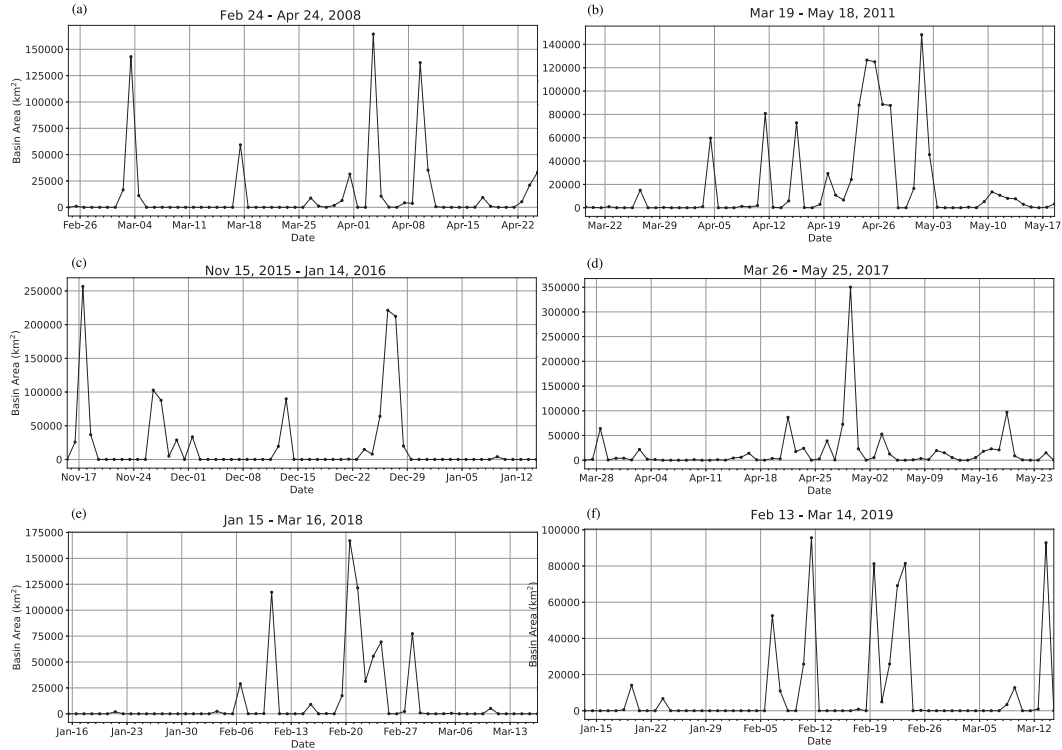 (a)
Feb 24 - Apr 24, 2008
150000
125000
100000
75000
50000
25000
0
Basin Area (km²)
Feb-26 Mar-04 Mar-11 Mar-18 Mar-25 Apr-01 Apr-08 Apr-15 Apr-22
Date
(b)
Mar 19 - May 18, 2011
140000
120000
100000
80000
60000
40000
20000
0
Mar-22 Mar-29 Apr-05 Apr-12 Apr-19 Apr-26 May-03 May-10 May-17
Date
(c)
Nov 15, 2015 - Jan 14, 2016
250000
200000
150000
100000
50000
0
Basin Area (km²)
Nov-17 Nov-24 Dec-01 Dec-08 Dec-15 Dec-22 Dec-29 Jan-05 Jan-12
Date
(d)
Mar 26 - May 25, 2017
350000
300000
250000
200000
150000
100000
50000
0
Mar-28 Apr-04 Apr-11 Apr-18 Apr-25 May-02 May-09 May-16 May-23
Date
(e)
Jan 15 - Mar 16, 2018
175000
150000
125000
100000
75000
50000
25000
0
Basin Area (km²)
Jan-16 Jan-23 Jan-30 Feb-06 Feb-13 Feb-20 Feb-27 Mar-06 Mar-13
Date
(f)
Feb 13 - Mar 14, 2019
100000
80000
60000
40000
20000
0
Basin Area (km²)
Jan-15 Jan-22 Jan-29 Feb-05 Feb-12 Feb-19 Feb-26 Mar-05 Mar-12
Date